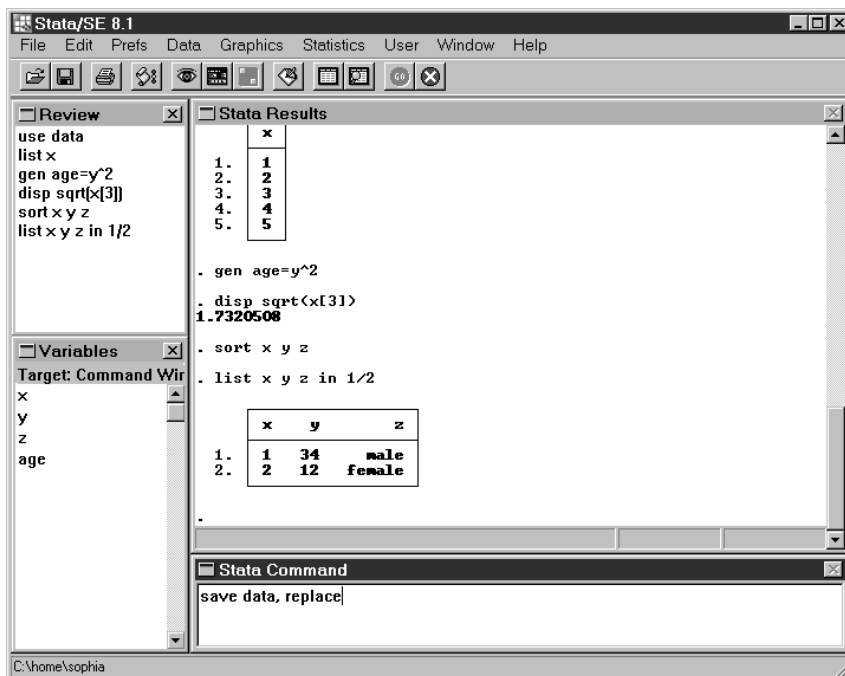 Stata/SE 8.1
File Edit Prefs Data Graphics Statistics User Window Help
GO
Review
use data
list x
gen age=y^2
disp sqrt(x[3])
sort x y z
list x y z in 1/2
Variables
Target: Command Wir
x
y
z
age
Stata Results
x
1. 1
2. 2
3. 3
4. 4
5. 5
. gen age=y^2
. disp sqrt(x[3])
1.7320508
. sort x y z
. list x y z in 1/2
x y z
1. 1 34 male
2. 2 12 female
.
Stata Command
save data, replace
C:\home\sophia